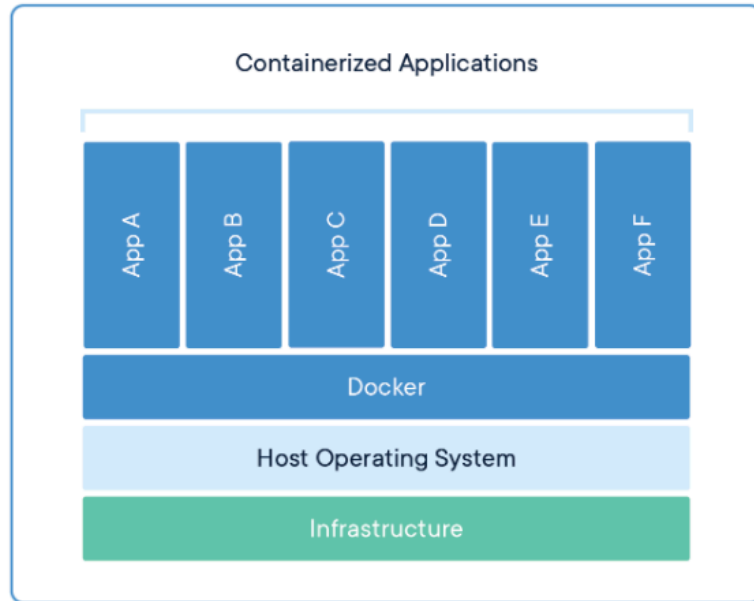 Containerized Applications
App A
App B
App C
App D
App E
App F
Docker
Host Operating System
Infrastructure